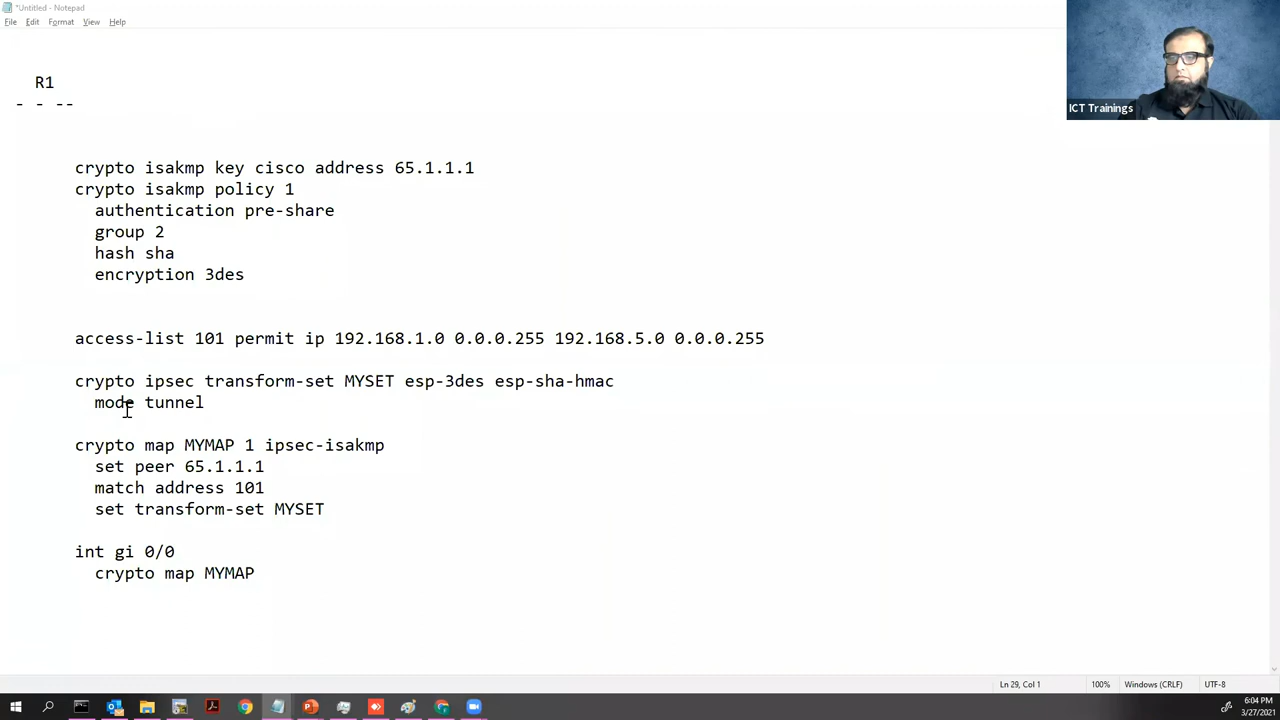 *Untitled - Notepad
File Edit Format View Help
ICT Trainings
R1
- - --
crypto isakmp key cisco address 65.1.1.1
crypto isakmp policy 1
authentication pre-share
group 2
hash sha
encryption 3des
access-list 101 permit ip 192.168.1.0 0.0.0.255 192.168.5.0 0.0.0.255
crypto ipsec transform-set MYSET esp-3des esp-sha-hmac
mode tunnel
crypto map MYMAP 1 ipsec-isakmp
set peer 65.1.1.1
match address 101
set transform-set MYSET
int gi 0/0
crypto map MYMAP
Ln 29, Col 1 100% Windows (CRLF) UTF-8
6:04 PM
3/27/2021